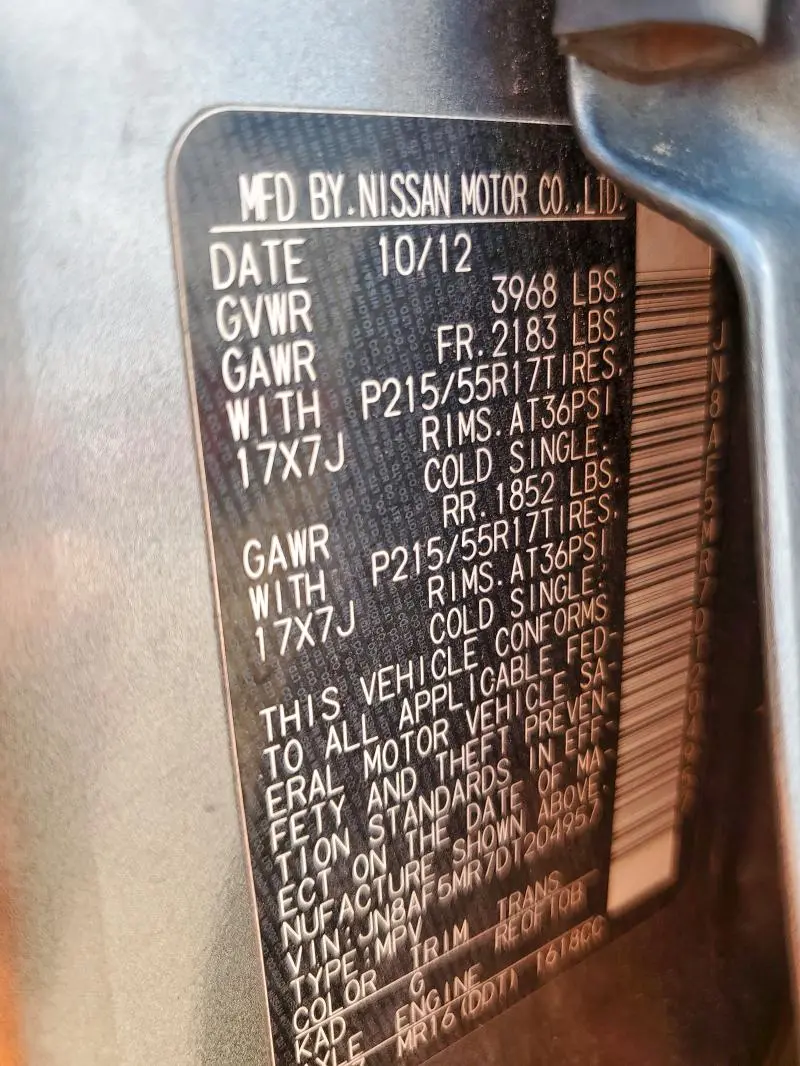 MFD BY.NISSAN MOTOR CO.,LTD.
DATE 10/12
GVWR 3968 LBS.
GAWR FR.2183 LBS.
WITH P215/55R17TIRES.
17X7J RIMS.AT36PSI
COLD SINGLE.
GAWR RR.1852 LBS.
WITH P215/55R17TIRES.
17X7J RIMS.AT36PSI
COLD SINGLE.
THIS VEHICLE CONFORMS
TO ALL APPLICABLE FED-
ERAL MOTOR VEHICLE SA-
FETY AND THEFT PREVEN-
TION STANDARDS IN EFF-
ECT ON THE DATE OF MA-
NUFACTURE SHOWN ABOVE.
VIN:JN8AF5MR7DT204957
TYPE:MPV
COLOR TRIM TRANS
KAD G RE0F10B
ENGINE
MR16(DDT) 1618CC
JN8AF5MR7DT204957